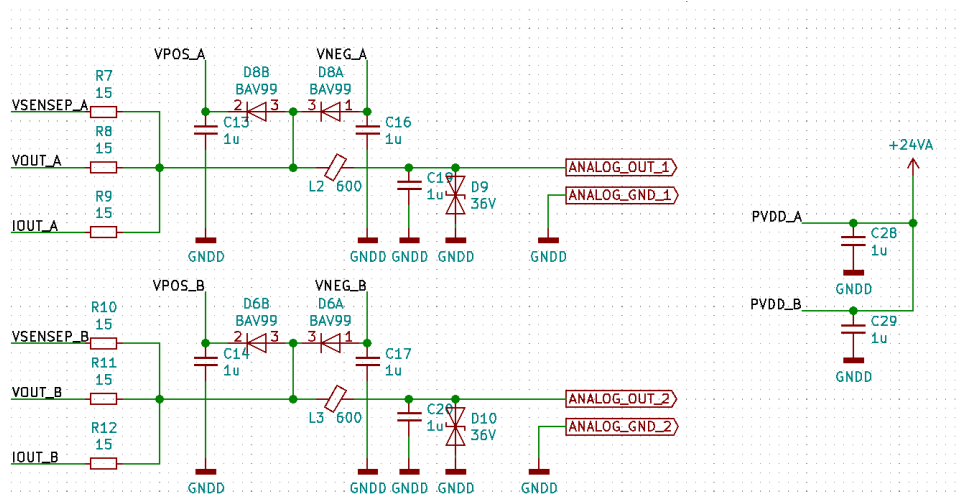 VPOS_A
VNEG_A
R7
15
D8B
BAV99
D8A
BAV99
VSENSEP_A
2
3
3
1
C13
1u
C16
1u
R8
15
VOUT_A
L2 600
C19
1u
D9
36V
ANALOG_OUT_1
R9
15
ANALOG_GND_1
IOUT_A
GNDD
GNDD
GNDD
GNDD
GNDD
+24VA
PVDD_A
C28
1u
GNDD
PVDD_B
C29
1u
GNDD
VPOS_B
VNEG_B
R10
15
D6B
BAV99
D6A
BAV99
VSENSEP_B
2
3
3
1
C14
1u
C17
1u
R11
15
VOUT_B
L3 600
C20
1u
D10
36V
ANALOG_OUT_2
R12
15
ANALOG_GND_2
IOUT_B
GNDD
GNDD
GNDD
GNDD
GNDD